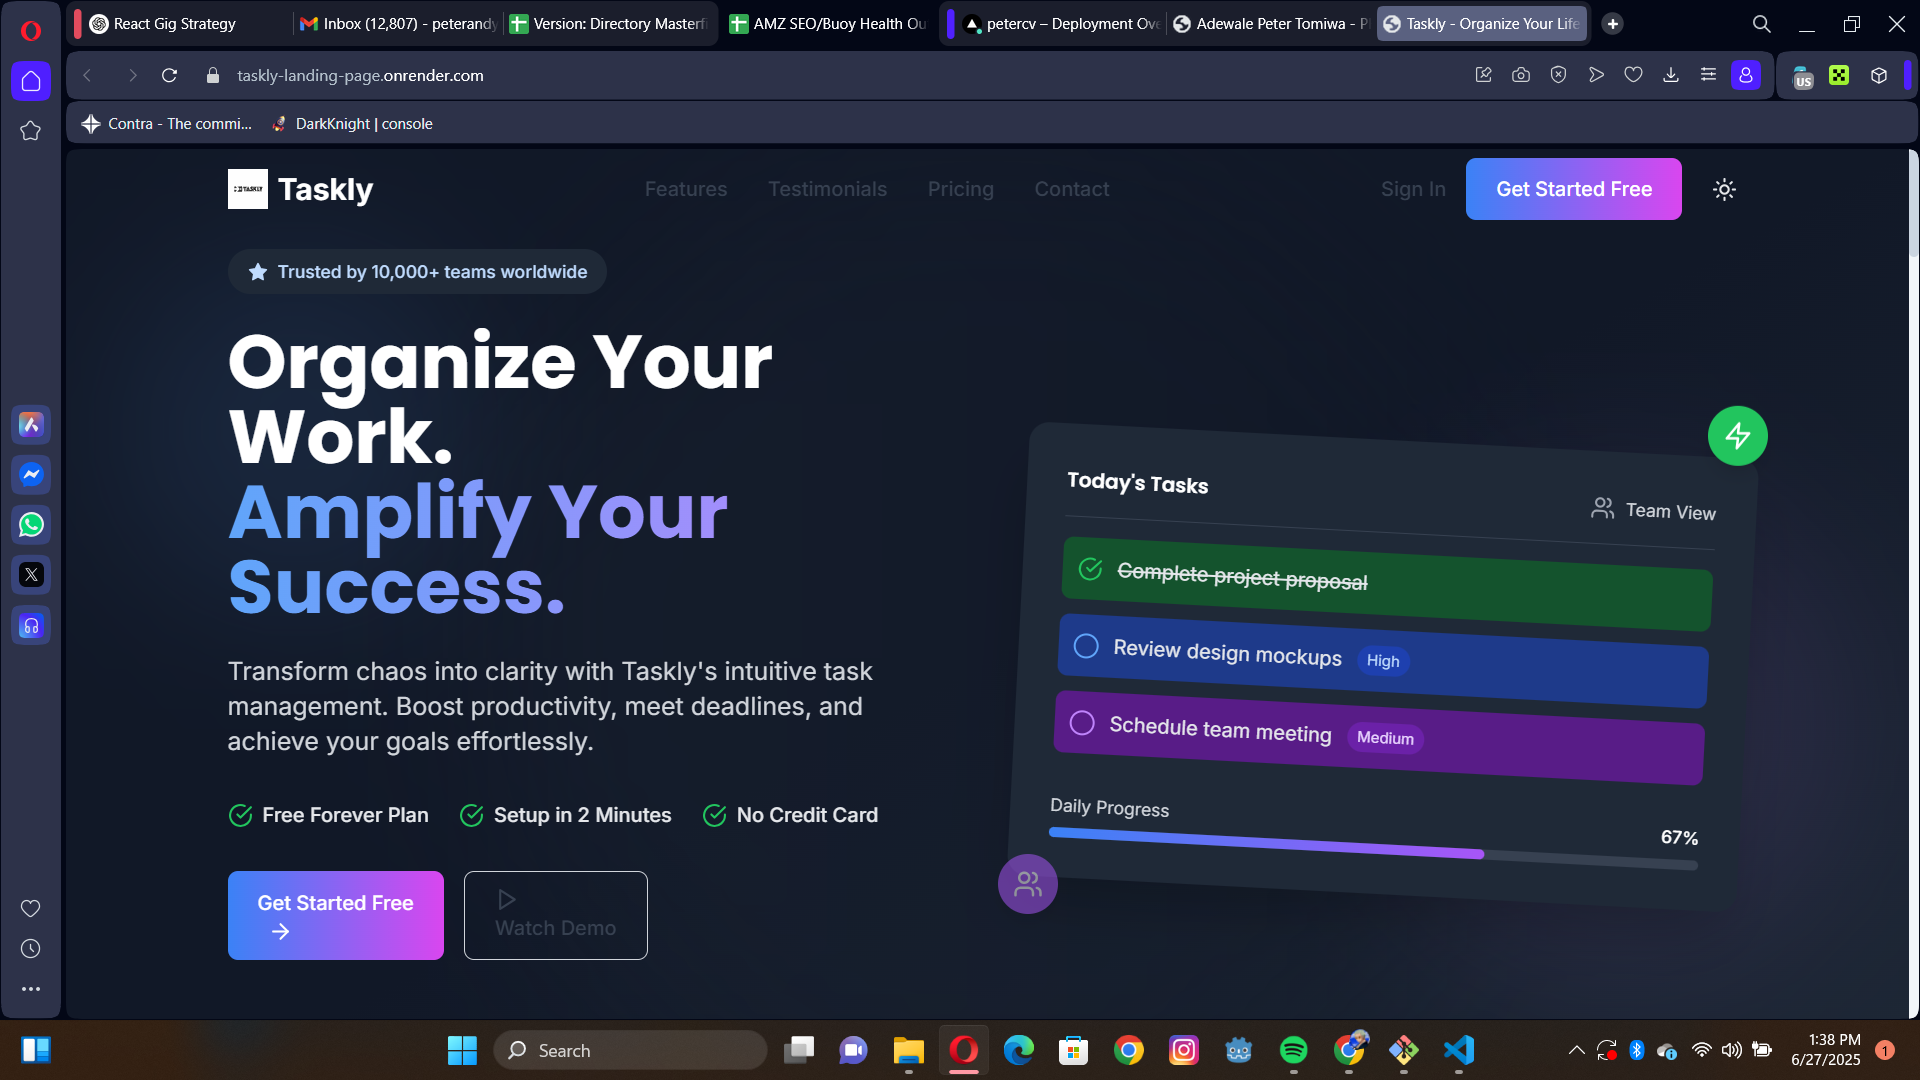 React Gig Strategy
Inbox (12,807) - peterandy
Version: Directory Masterfi
AMZ SEO/Buoy Health Ou
petercv – Deployment Ove
Adewale Peter Tomiwa - P
Taskly - Organize Your Life
taskly-landing-page.onrender.com
US
Contra - The commi...
DarkKnight | console
TASKLY
Taskly
Features
Testimonials
Pricing
Contact
Sign In
Get Started Free
Trusted by 10,000+ teams worldwide
Organize Your
Work.
Amplify Your
Success.
Transform chaos into clarity with Taskly's intuitive task
management. Boost productivity, meet deadlines, and
achieve your goals effortlessly.
Free Forever Plan
Setup in 2 Minutes
No Credit Card
Get Started Free
Watch Demo
Today's Tasks
Team View
Complete project proposal
Review design mockups
High
Schedule team meeting
Medium
Daily Progress
67%
Search
1:38 PM
6/27/2025
1